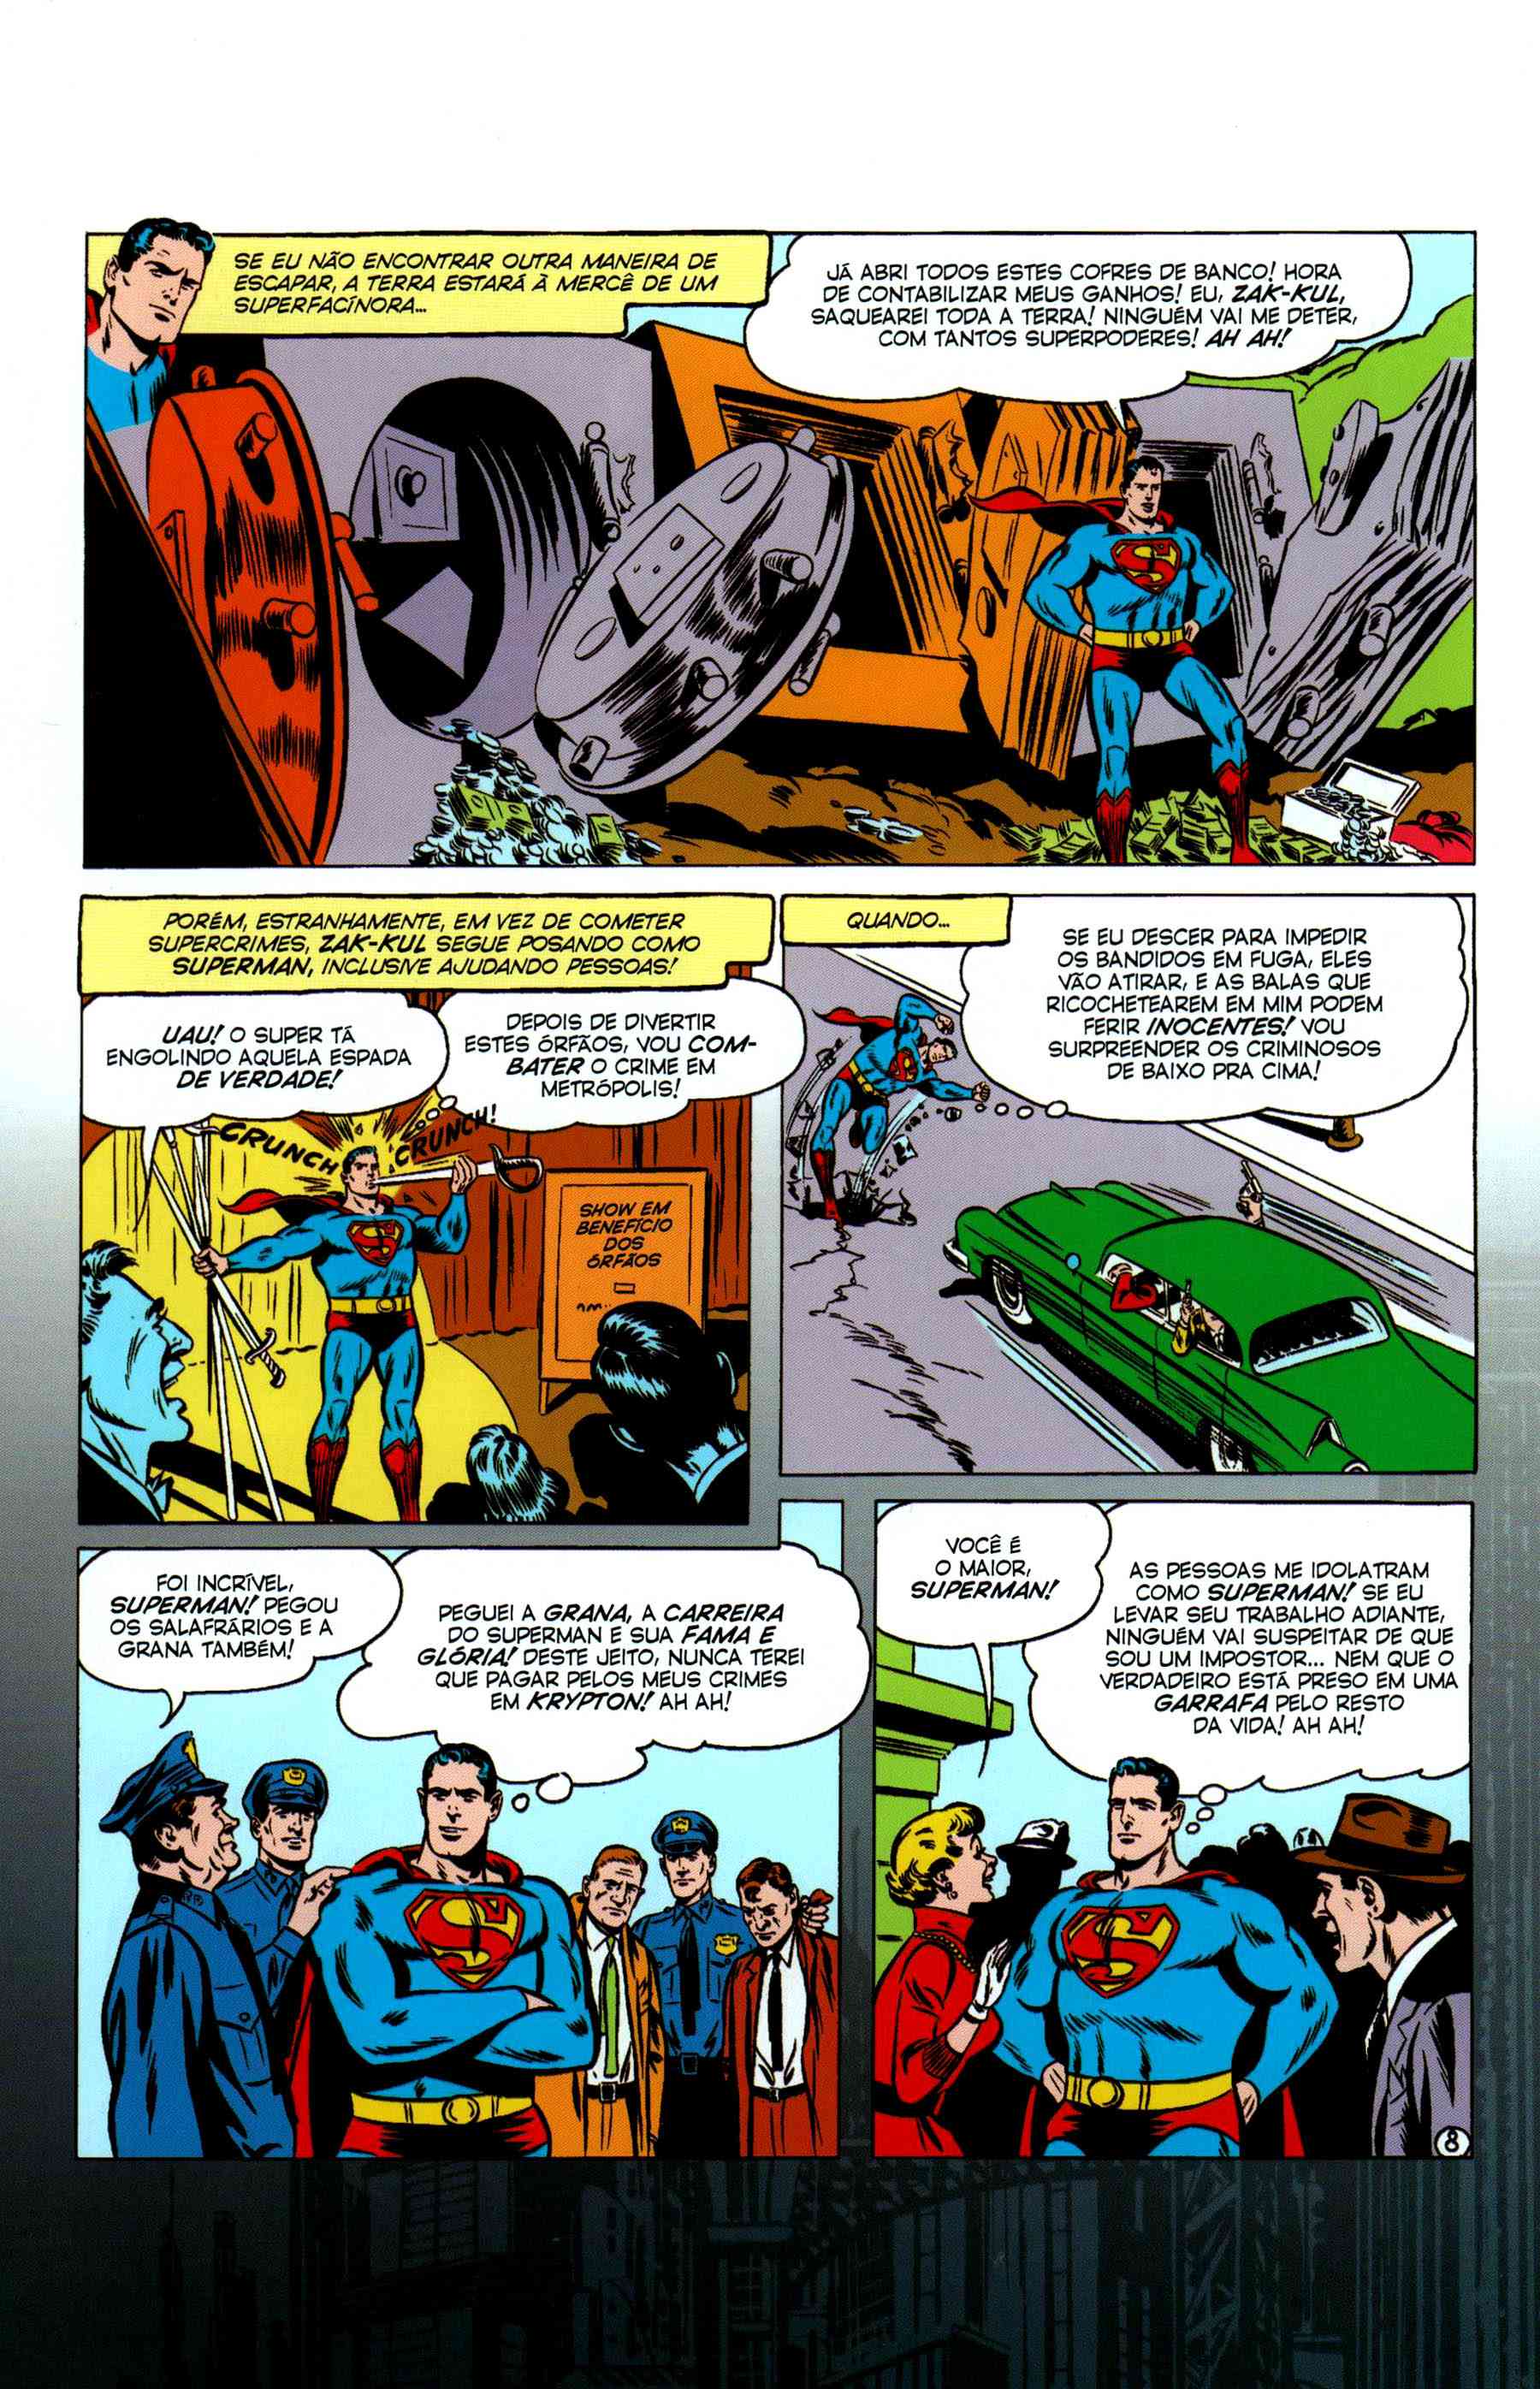 SE EU NÃO ENCONTRAR OUTRA MANEIRA DE
ESCAPAR, A TERRA ESTARÁ À MERCÊ DE UM
SUPERFACÍNORA...
JÁ ABRI TODOS ESTES COFRES DE BANCO! HORA
DE CONTABILIZAR MEUS GANHOS! EU, ZAK-KUL,
SAQUEAREI TODA A TERRA! NINGUÉM VAI ME DETER,
COM TANTOS SUPERPODERES! AH AH!
PORÉM, ESTRANHAMENTE, EM VEZ DE COMETER
SUPERCRIMES, ZAK-KUL SEGUE POSANDO COMO
SUPERMAN, INCLUSIVE AJUDANDO PESSOAS!
UAU! O SUPER TÁ
ENGOLINDO AQUELA ESPADA
DE VERDADE!
DEPOIS DE DIVERTIR
ESTES ÓRFÃOS, VOU COM-
BATER O CRIME EM
METRÓPOLIS!
CRUNCH
CRUNCH!
SHOW EM
BENEFÍCIO
DOS
ÓRFÃOS
QUANDO...
SE EU DESCER PARA IMPEDIR
OS BANDIDOS EM FUGA, ELES
VÃO ATIRAR, E AS BALAS QUE
RICOCHETEAREM EM MIM PODEM
FERIR INOCENTES! VOU
SURPREENDER OS CRIMINOSOS
DE BAIXO PRA CIMA!
FOI INCRÍVEL,
SUPERMAN! PEGOU
OS SALAFRÁRIOS E A
GRANA TAMBÉM!
PEGUEI A GRANA, A CARREIRA
DO SUPERMAN E SUA FAMA E
GLÓRIA! DESTE JEITO, NUNCA TEREI
QUE PAGAR PELOS MEUS CRIMES
EM KRYPTON! AH AH!
VOCÊ É
O MAIOR,
SUPERMAN!
AS PESSOAS ME IDOLATRAM
COMO SUPERMAN! SE EU
LEVAR SEU TRABALHO ADIANTE,
NINGUÉM VAI SUSPEITAR DE QUE
SOU UM IMPOSTOR... NEM QUE O
VERDADEIRO ESTÁ PRESO EM UMA
GARRAFA PELO RESTO
DA VIDA! AH AH!
8